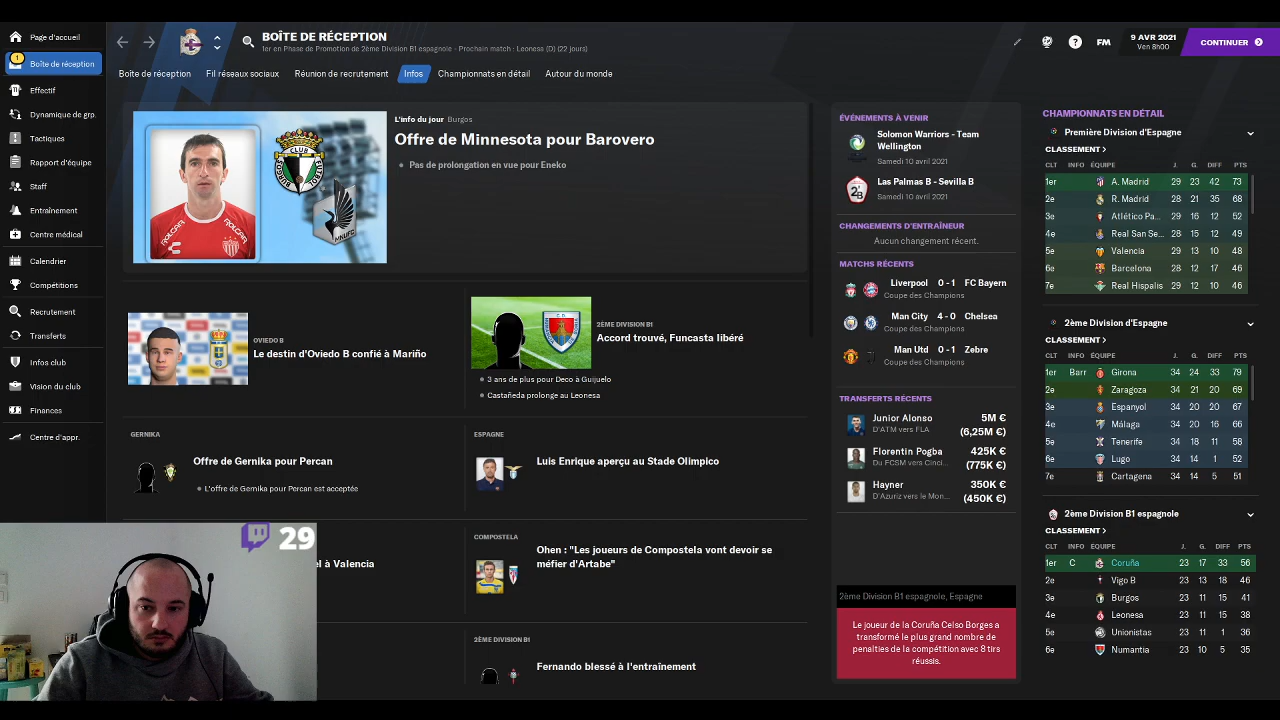 Page d'accueil
1
Boîte de réception
Effectif
Dynamique de grp.
Tactiques
Rapport d'équipe
Staff
Entraînement
Centre médical
Calendrier
Compétitions
Recrutement
Transferts
Infos club
Vision du club
Finances
Centre d'appr.
BOÎTE DE RÉCEPTION
1er en Phase de Promotion de 2ème Division B1 espagnole - Prochain match : Leonesa (D) (22 jours)
FM
9 AVR 2021
Ven 8h00
CONTINUER
Boîte de réception Fil réseaux sociaux Réunion de recrutement Infos Championnats en détail Autour du monde
L'info du jour Burgos
Offre de Minnesota pour Barovero
Pas de prolongation en vue pour Eneko
OVIEDO B
Le destin d'Oviedo B confié à Mariño
2ÈME DIVISION B1
Accord trouvé, Funcasta libéré
3 ans de plus pour Deco à Guijuelo
Castañeda prolonge au Leonesa
GERNIKA
Offre de Gernika pour Percan
L'offre de Gernika pour Percan est acceptée
ESPAGNE
Luis Enrique aperçu au Stade Olimpico
29
à Valencia
COMPOSTELA
Ohen : "Les joueurs de Compostela vont devoir se
méfier d'Artabe"
2ÈME DIVISION B1
Fernando blessé à l'entraînement
ÉVÉNEMENTS À VENIR
Solomon Warriors - Team
Wellington
Samedi 10 avril 2021
Las Palmas B - Sevilla B
Samedi 10 avril 2021
CHANGEMENTS D'ENTRAÎNEUR
Aucun changement récent.
MATCHS RÉCENTS
Liverpool 0 - 1 FC Bayern
Coupe des Champions
Man City 4 - 0 Chelsea
Coupe des Champions
Man Utd 0 - 1 Zebre
Coupe des Champions
TRANSFERTS RÉCENTS
Junior Alonso 5M €
D'ATM vers FLA (6,25M €)
Florentin Pogba 425K €
Du FCSM vers Cinci... (775K €)
Hayner 350K €
D'Azuriz vers le Mon... (450K €)
2ème Division B1 espagnole, Espagne
Le joueur de la Coruña Celso Borges a
transformé le plus grand nombre de
penalties de la compétition avec 8 tirs
réussis.
CHAMPIONNATS EN DÉTAIL
Première Division d'Espagne
CLASSEMENT >
CLT INFO ÉQUIPE J. G. DIFF PTS
1er A. Madrid 29 23 42 73
2e R. Madrid 28 21 35 68
3e Atlético Pa... 29 16 12 52
4e Real San Se... 29 15 12 49
5e Valencia 29 13 10 48
6e Barcelona 28 12 17 46
7e Real Hispalis 29 12 10 46
2ème Division d'Espagne
CLASSEMENT >
CLT INFO ÉQUIPE J. G. DIFF PTS
1er Barr Girona 34 24 33 79
2e Zaragoza 34 21 20 69
3e Espanyol 34 20 20 67
4e Málaga 34 20 16 66
5e Tenerife 34 18 11 58
6e Lugo 34 14 1 52
7e Cartagena 34 14 5 51
2ème Division B1 espagnole
CLASSEMENT >
CLT INFO ÉQUIPE J. G. DIFF PTS
1er C Coruña 23 17 33 56
2e Vigo B 23 13 18 46
3e Burgos 23 11 15 41
4e Leonesa 23 11 15 38
5e Unionistas 23 11 1 36
6e Numantia 23 10 5 35